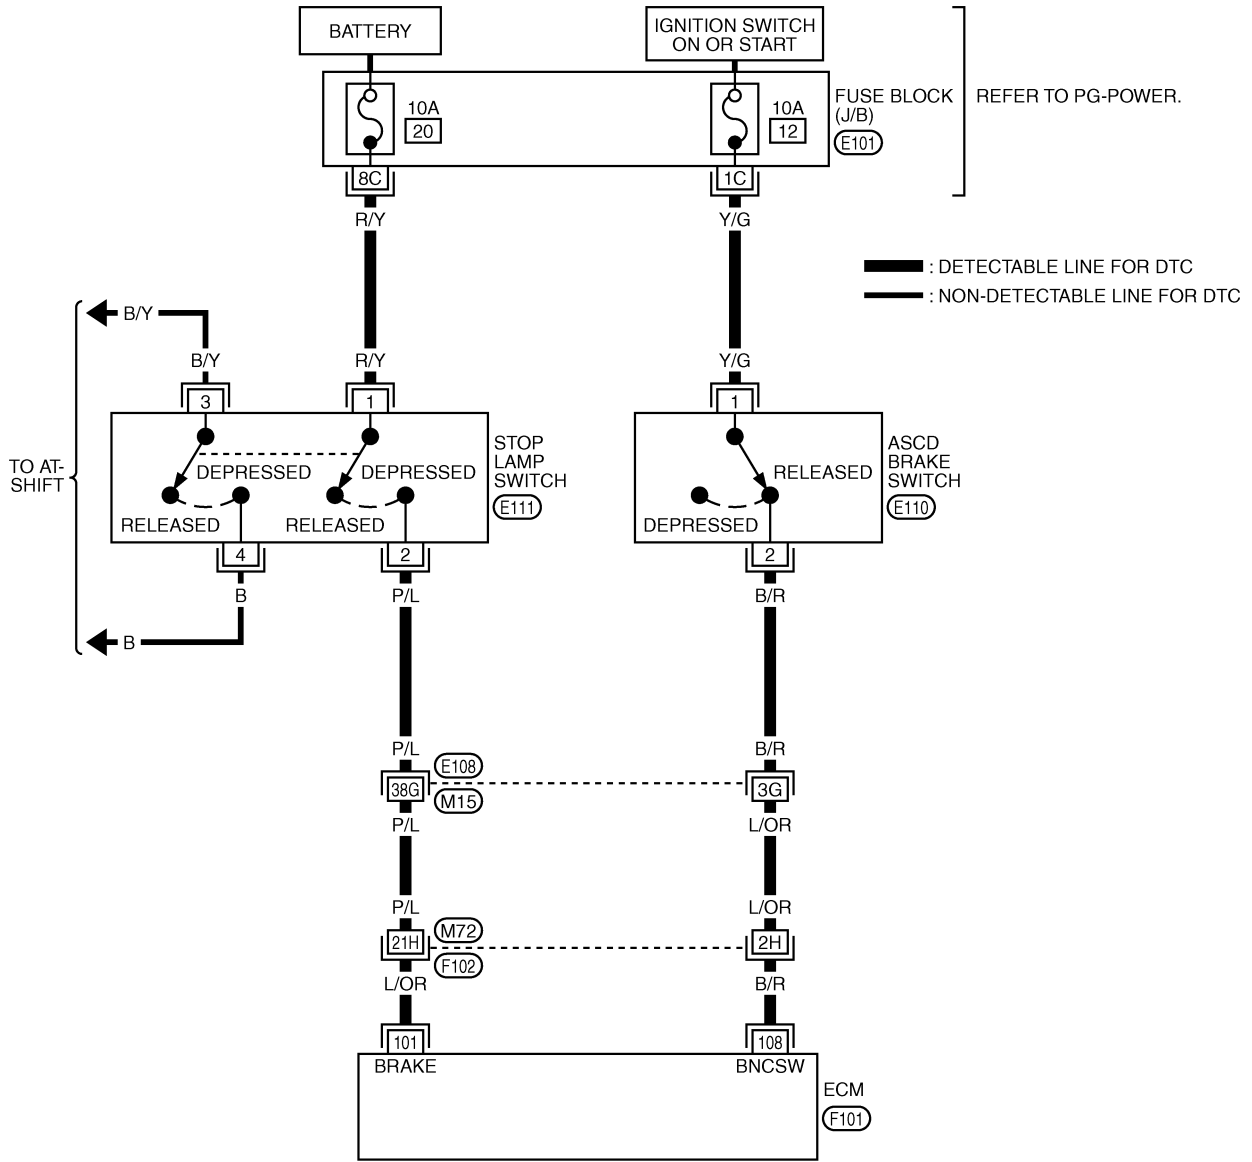 BATTERY
IGNITION SWITCH
ON OR START
10A
20
10A
12
FUSE BLOCK
(J/B)
E101
REFER TO PG-POWER.
8C
1C
R/Y
Y/G
: DETECTABLE LINE FOR DTC
: NON-DETECTABLE LINE FOR DTC
B/Y
B/Y
R/Y
Y/G
3
1
1
TO AT-
SHIFT
DEPRESSED
DEPRESSED
RELEASED
RELEASED
STOP
LAMP
SWITCH
E111
RELEASED
DEPRESSED
ASCD
BRAKE
SWITCH
E110
4
2
2
B
P/L
B/R
B
P/L
B/R
E108
38G
3G
M15
P/L
L/OR
P/L
L/OR
M72
21H
2H
F102
L/OR
B/R
101
108
BRAKE
BNCSW
ECM
F101